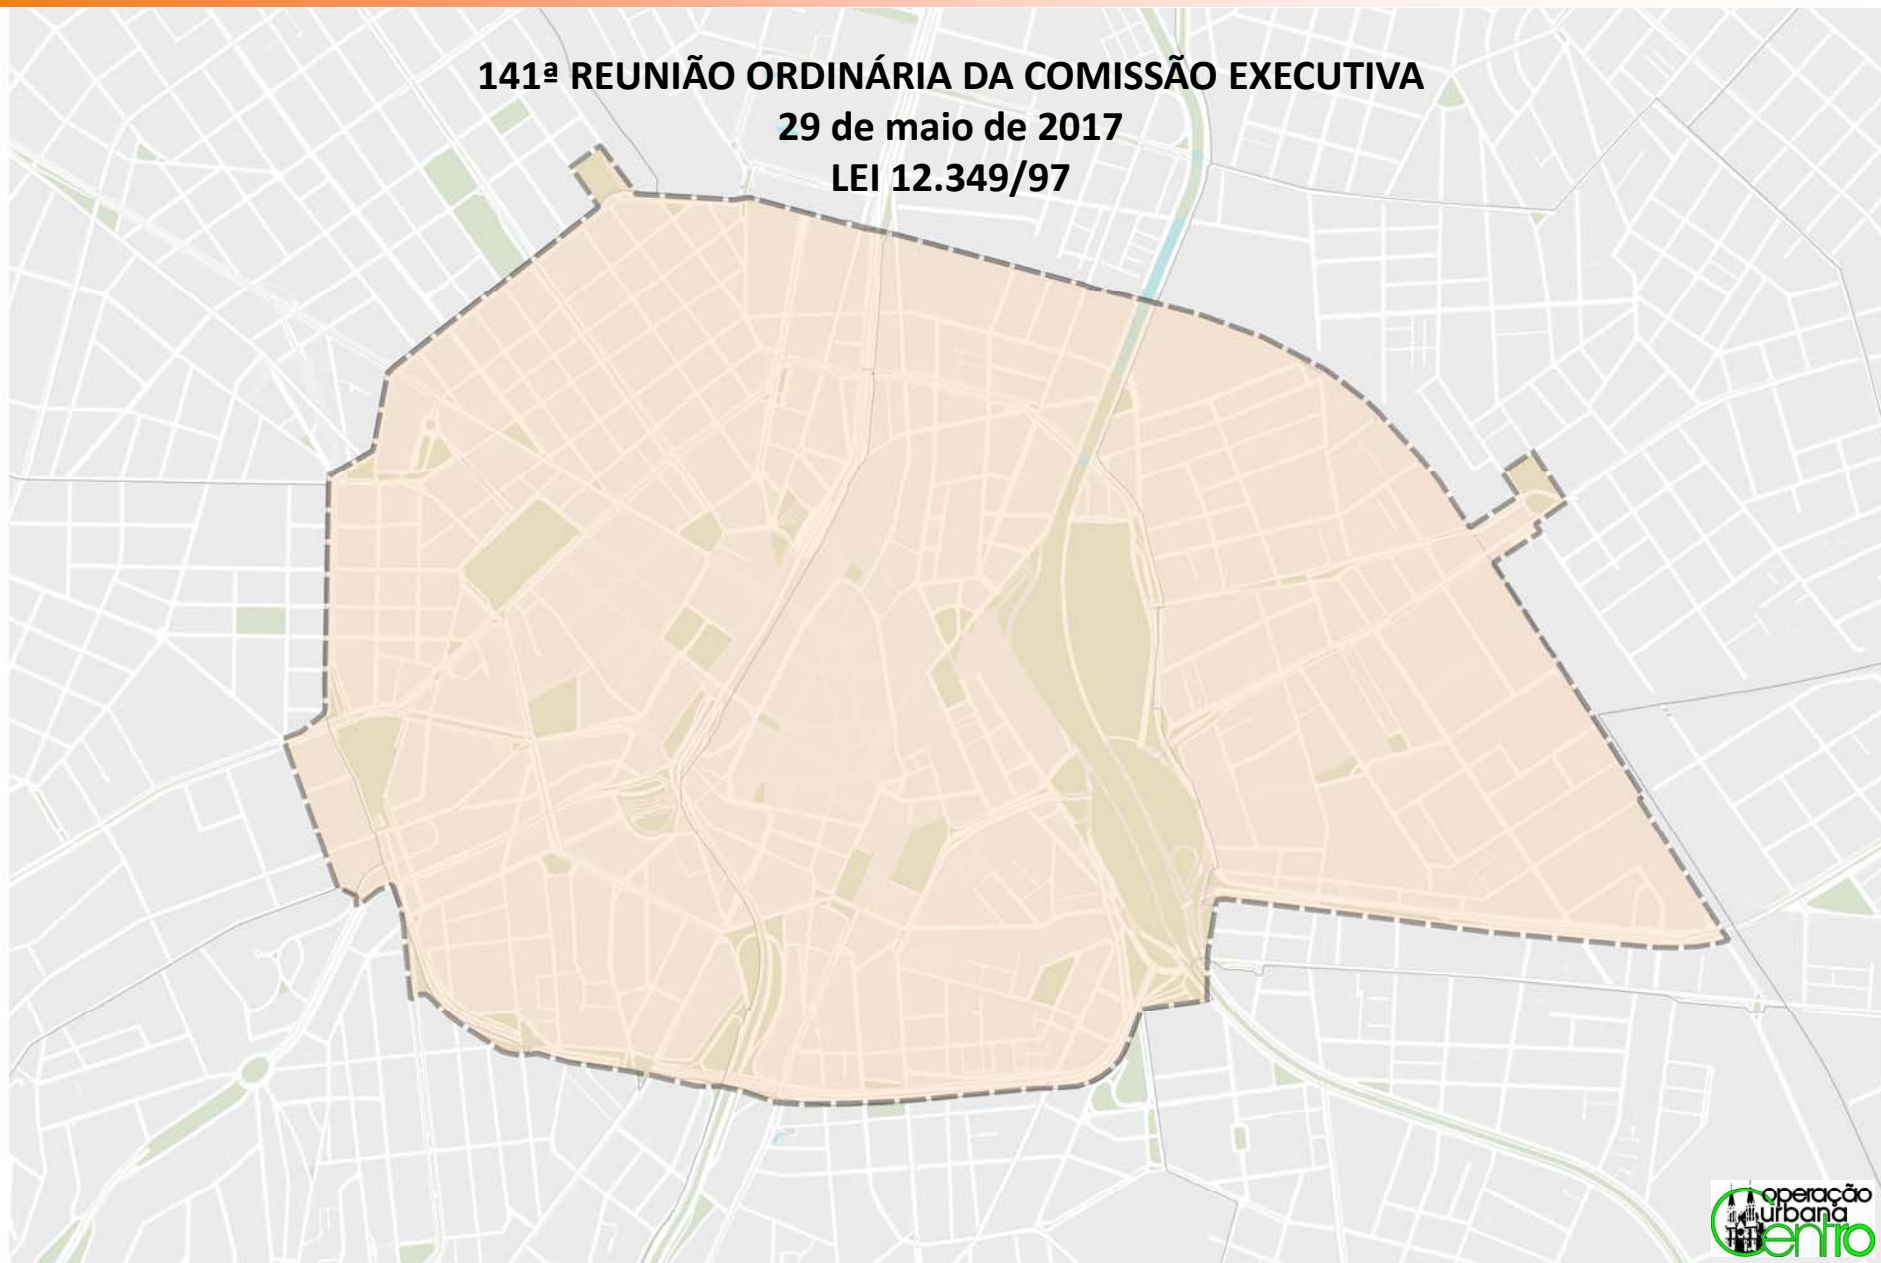 141ª REUNIÃO ORDINÁRIA DA COMISSÃO EXECUTIVA
29 de maio de 2017
LEI 12.349/97
operação
urbana
Centro